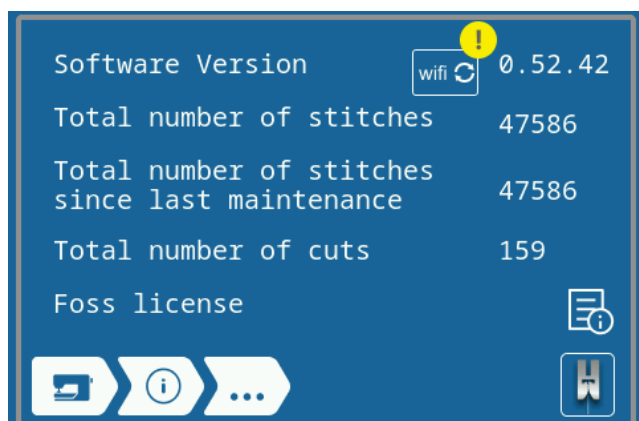 !
Software Version wifi 0.52.42
Total number of stitches 47586
Total number of stitches
since last maintenance 47586
Total number of cuts 159
Foss license
...